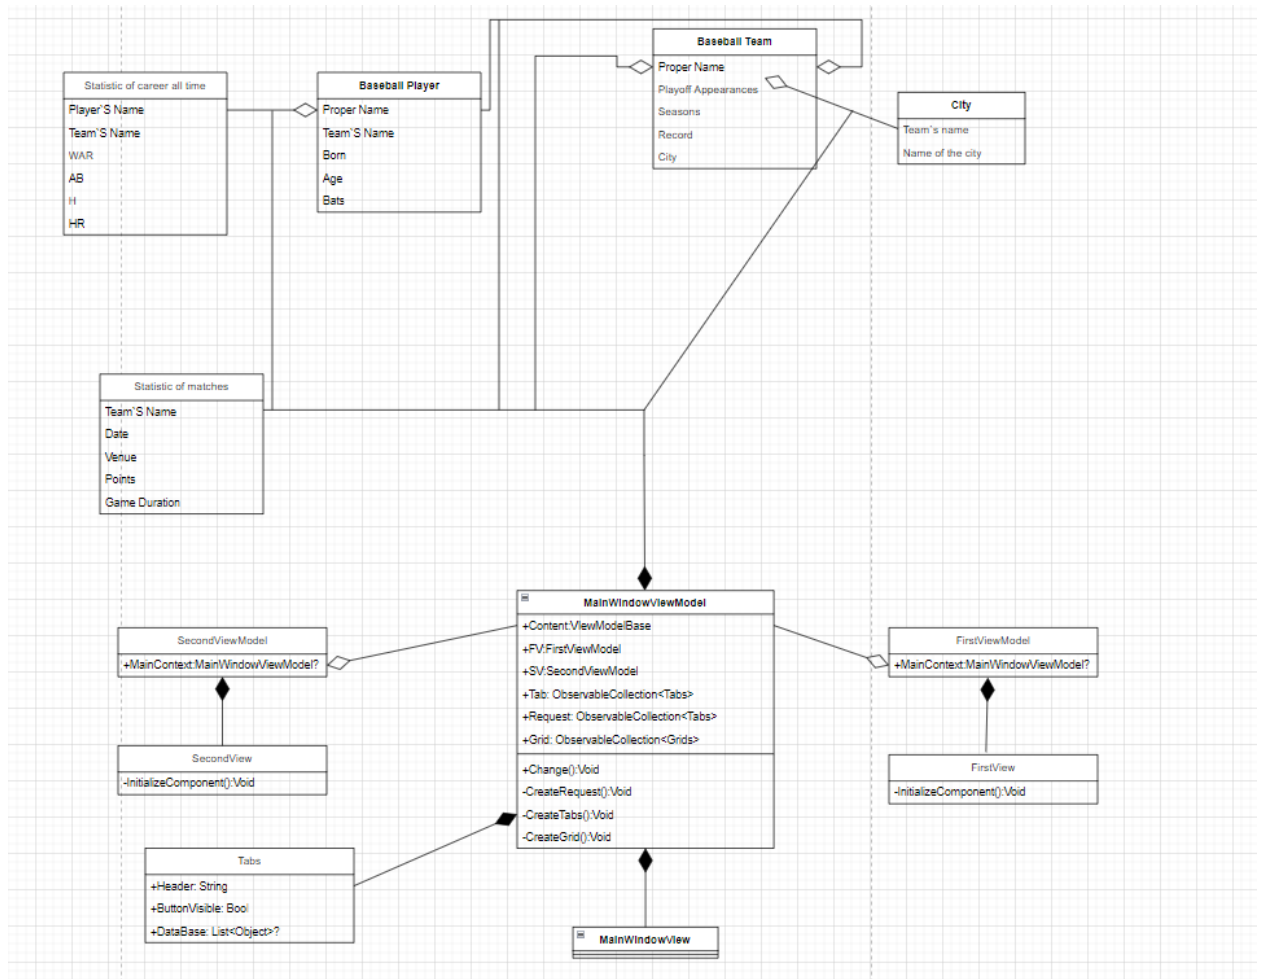 Baseball Team
Proper Name
Playoff Appearances
Seasons
Record
City
Statistic of career all time
Player`S Name
Team`S Name
WAR
AB
H
HR
Baseball Player
Proper Name
Team`S Name
Born
Age
Bats
City
Team`s name
Name of the city
Statistic of matches
Team`S Name
Date
Venue
Points
Game Duration
MainWindowViewModel
+Content:ViewModelBase
+FV:FirstViewModel
+SV:SecondViewModel
+Tab: ObservableCollection<Tabs>
+Request: ObservableCollection<Tabs>
+Grid: ObservableCollection<Grids>
+Change():Void
-CreateRequest():Void
-CreateTabs():Void
-CreateGrid():Void
SecondViewModel
+MainContext:MainWindowViewModel?
FirstViewModel
+MainContext:MainWindowViewModel?
SecondView
-InitializeComponent():Void
FirstView
-InitializeComponent():Void
Tabs
+Header: String
+ButtonVisible: Bool
+DataBase: List<Object>?
MainWindowView